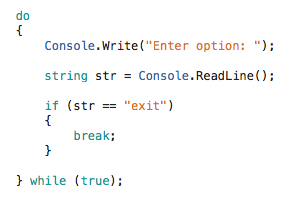 do
{
    Console.Write("Enter option: ");
    string str = Console.ReadLine();
    if (str == "exit")
    {
        break;
    }
} while (true);